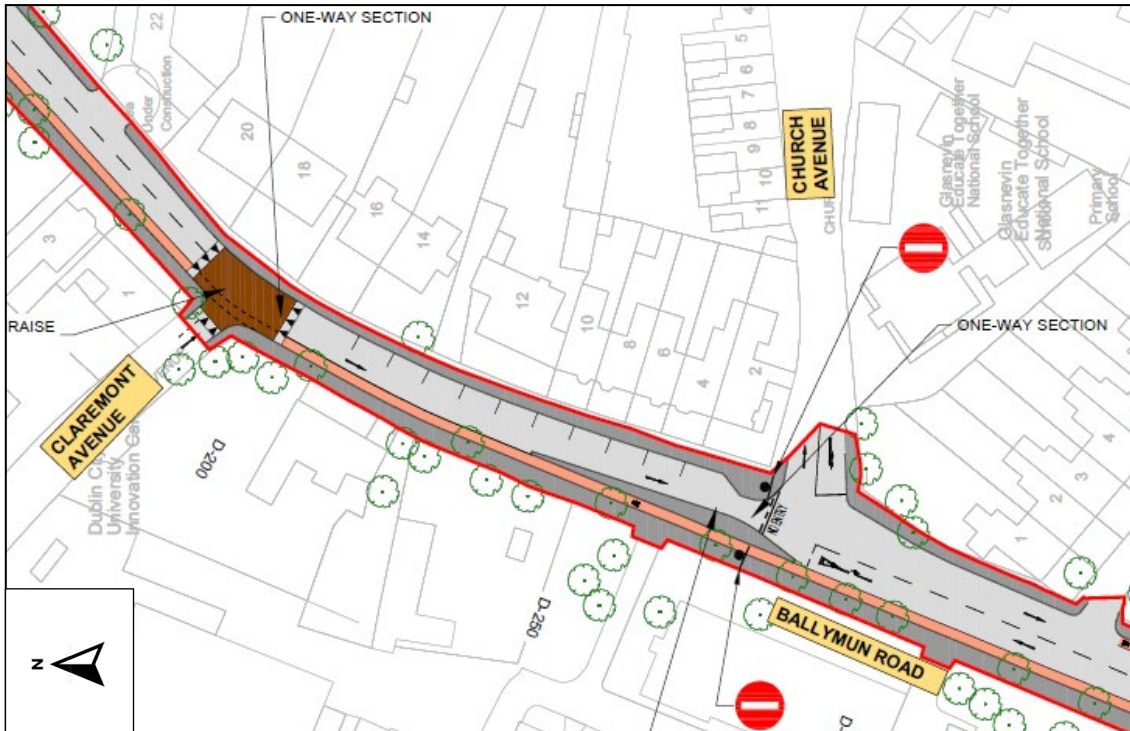 ONE-WAY SECTION
22
Under
Construction
20
18
16
14
12
10
8
6
4
2
4
5
6
7
8
9
10
11
CHURCH
AVENUE
CHUR
Glasnevin
Educate Together
National School
Glasnevin
Educate Together
National School
Primary
School
3
1
RAISE
ONE-WAY SECTION
CLAREMONT
AVENUE
Dublin City
University
Innovation
D-200
D-250
NO ENTRY
4
3
2
1
BALLYMUN ROAD
N